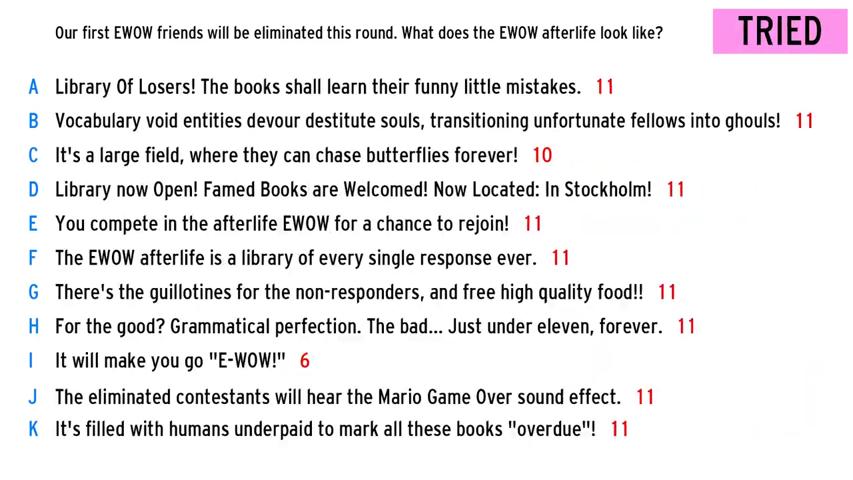 Our first EWOW friends will be eliminated this round. What does the EWOW afterlife look like?
TRIED
A Library Of Losers! The books shall learn their funny little mistakes. 11
B Vocabulary void entities devour destitute souls, transitioning unfortunate fellows into ghouls! 11
C It's a large field, where they can chase butterflies forever! 10
D Library now Open! Famed Books are Welcomed! Now Located: In Stockholm! 11
E You compete in the afterlife EWOW for a chance to rejoin! 11
F The EWOW afterlife is a library of every single response ever. 11
G There's the guillotines for the non-responders, and free high quality food!! 11
H For the good? Grammatical perfection. The bad... Just under eleven, forever. 11
I It will make you go "E-WOW!" 6
J The eliminated contestants will hear the Mario Game Over sound effect. 11
K It's filled with humans underpaid to mark all these books "overdue"! 11